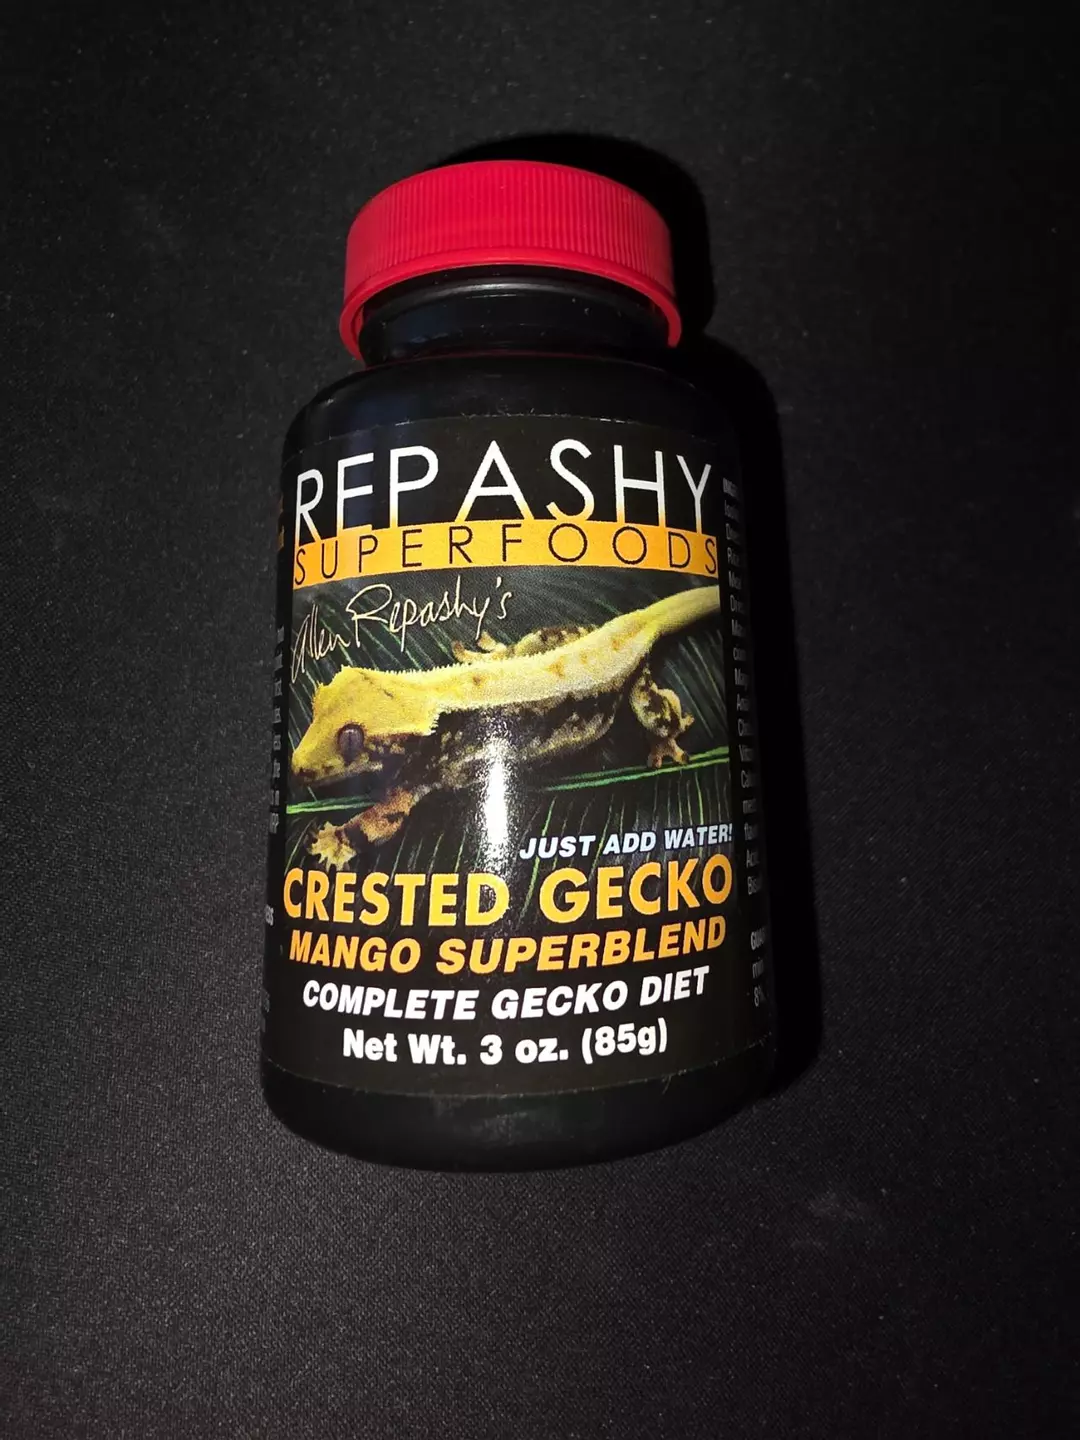 REPASHY
SUPERFOODS
Allen Repashy's
JUST ADD WATER!
CRESTED GECKO
MANGO SUPERBLEND
COMPLETE GECKO DIET
Net Wt. 3 oz. (85g)